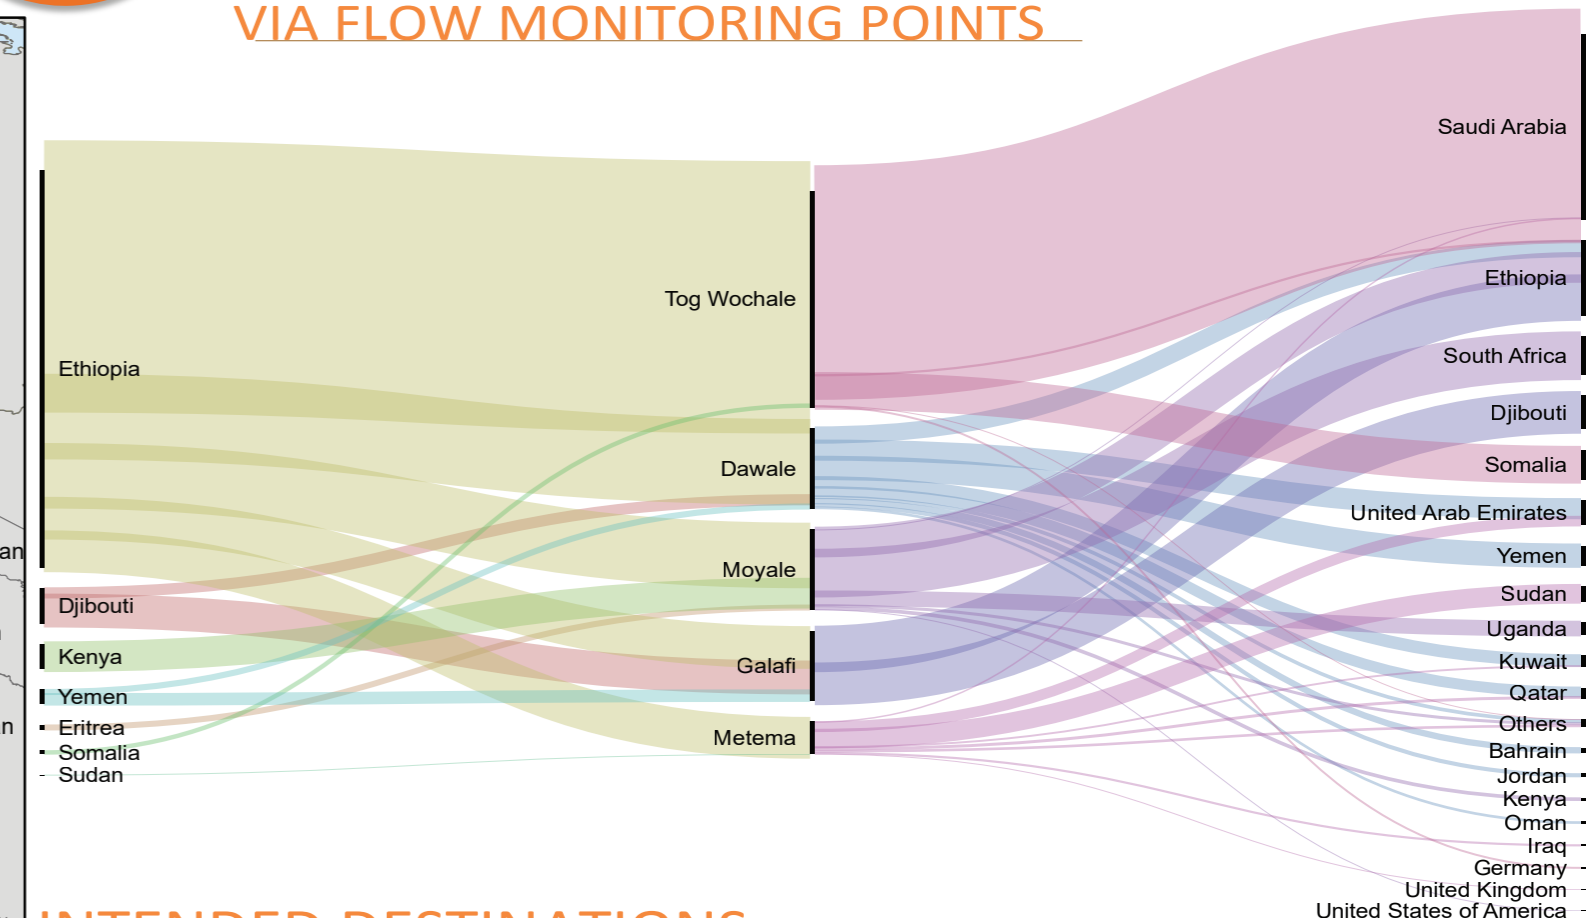 VIA FLOW MONITORING POINTS
Ethiopia
Djibouti
Kenya
Yemen
Eritrea
Somalia
Sudan
Tog Wochale
Dawale
Moyale
Galafi
Metema
Saudi Arabia
Ethiopia
South Africa
Djibouti
Somalia
United Arab Emirates
Yemen
Sudan
Uganda
Kuwait
Qatar
Others
Bahrain
Jordan
Kenya
Oman
Iraq
Germany
United Kingdom
United States of America
INTENDED DESTINATIONS